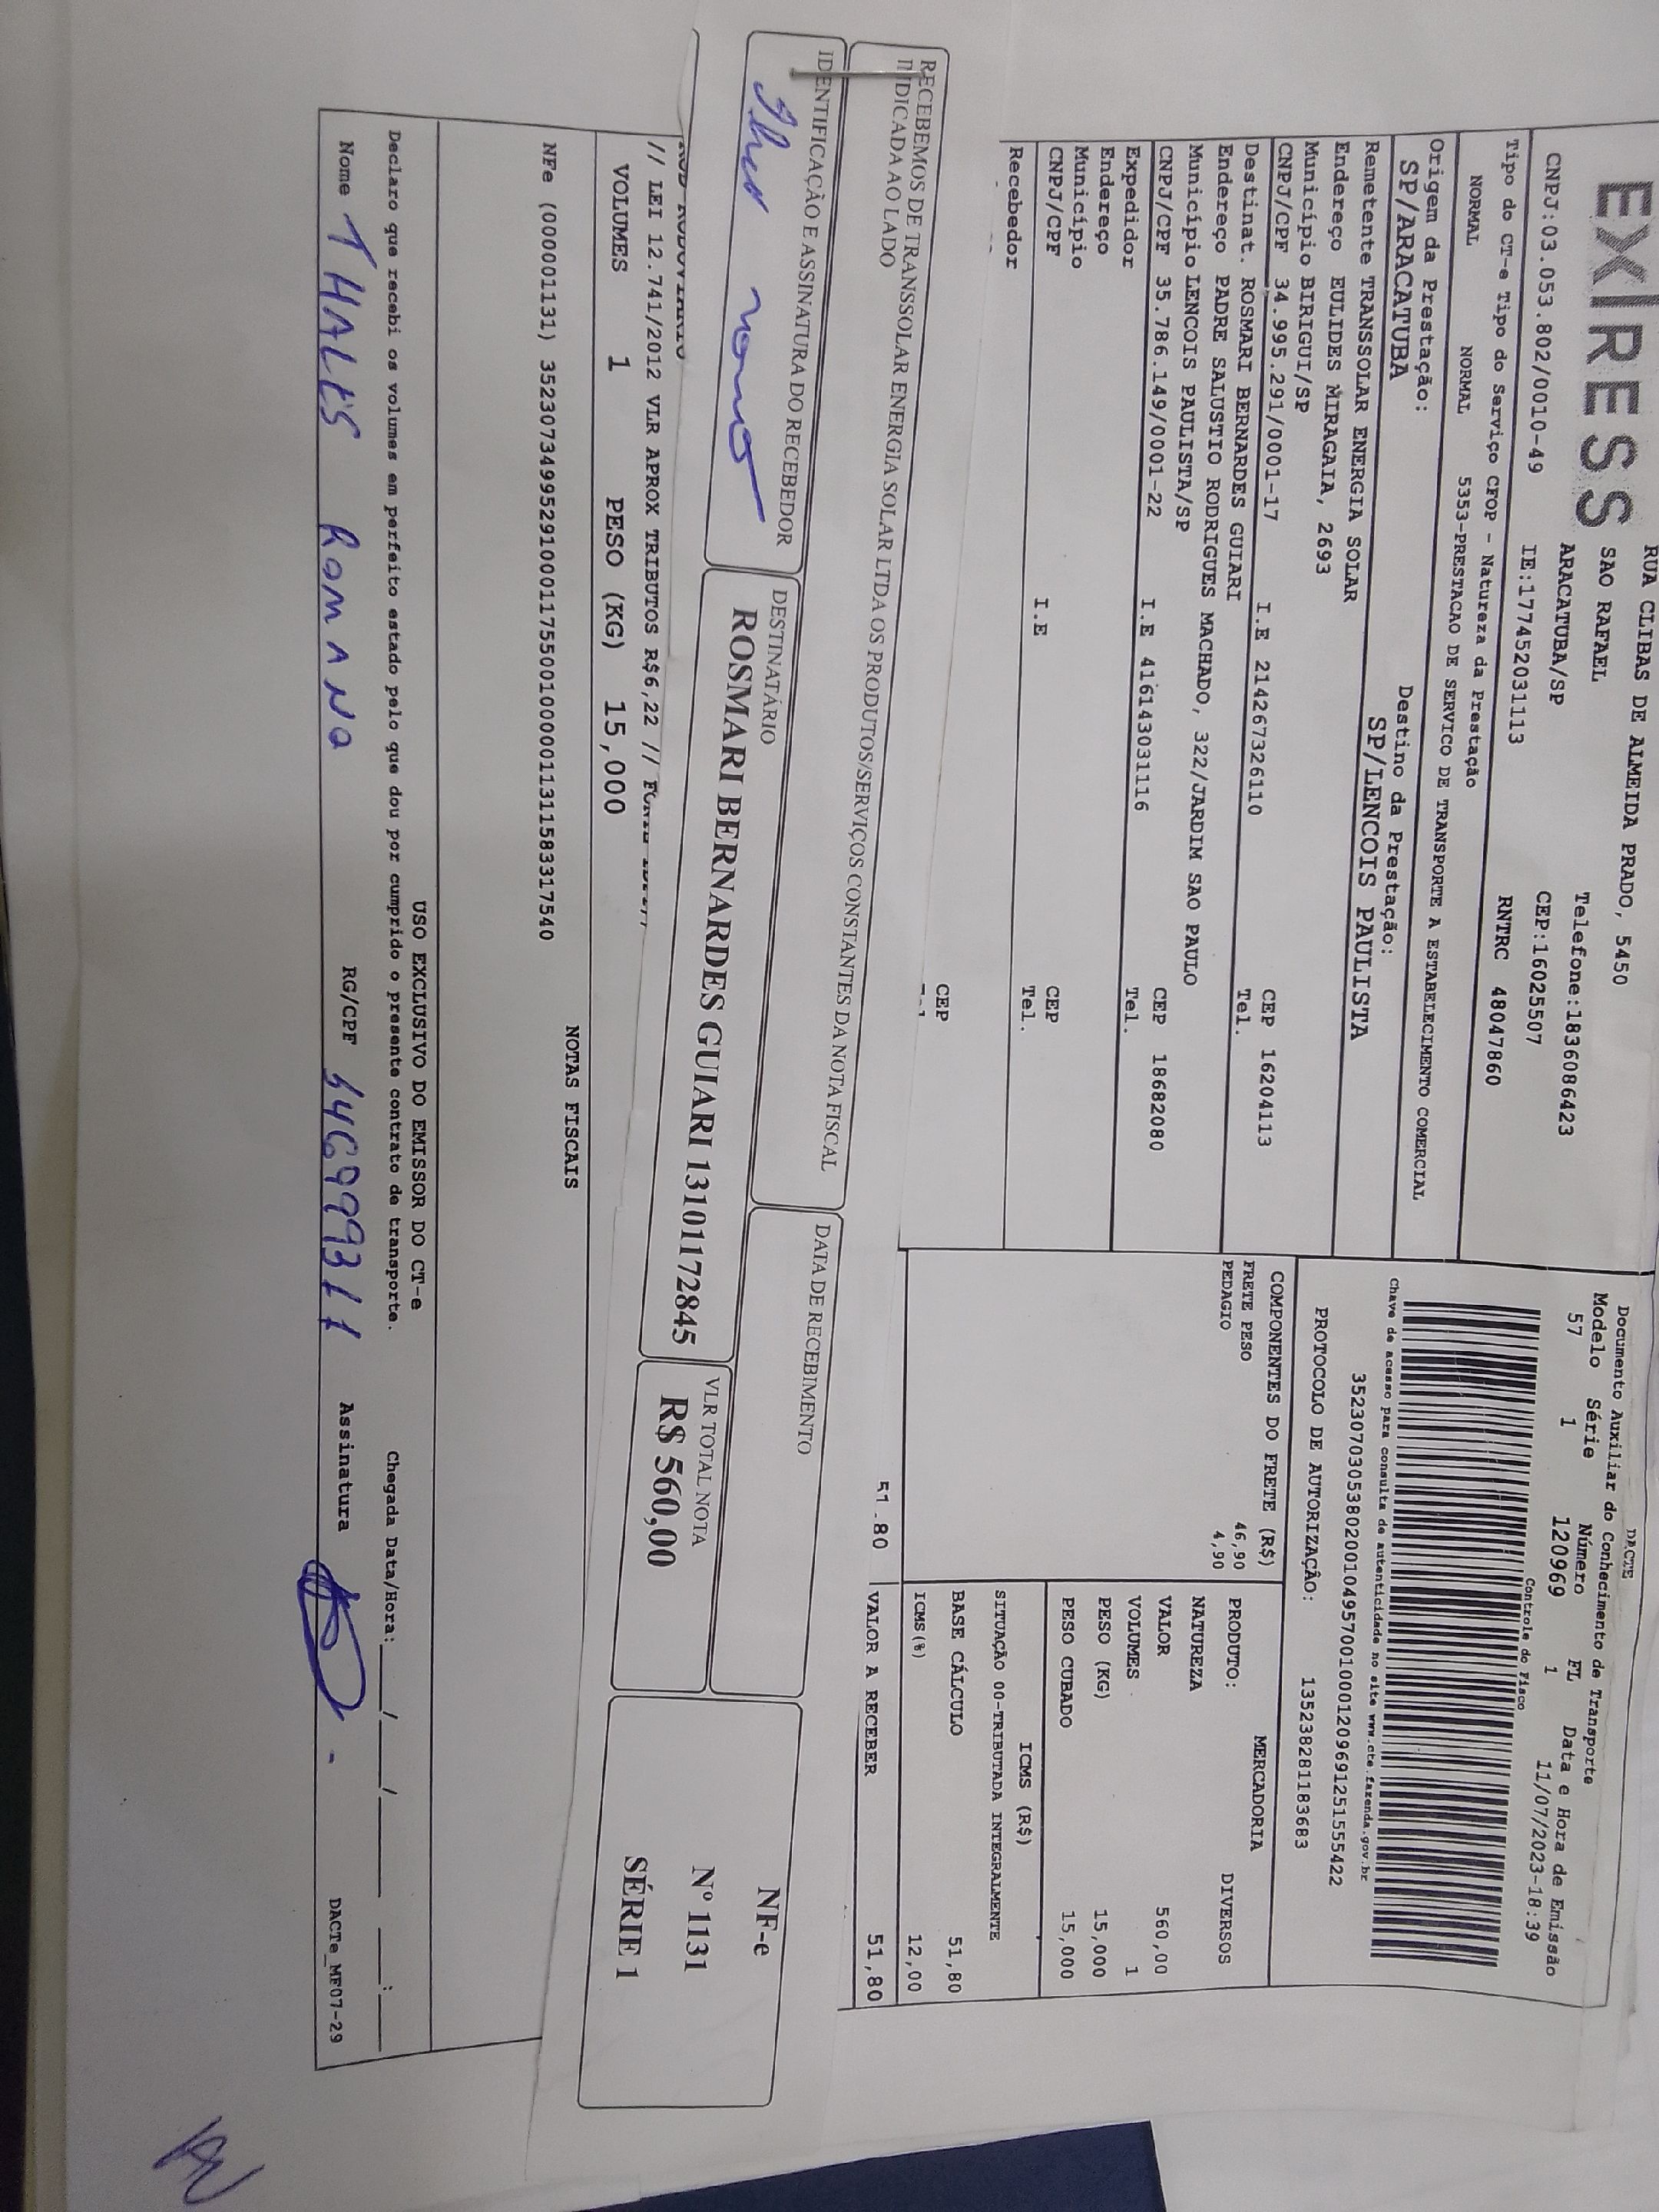 EX RESS
RUA CLIBAS DE ALMEIDA PRADO, 5450
SAO RAFAEL Telefone:1836086423
ARACATUBA/SP CEP:16025507
CNPJ:03.053.802/0010-49 IE:177452031113 RNTRC 48047860
Tipo do CT-e Tipo do Serviço CFOP - Natureza da Prestação
NORMAL NORMAL 5353-PRESTACAO DE SERVICO DE TRANSPORTE A ESTABELECIMENTO COMERCIAL
Origem da Prestação: Destino da Prestação:
SP/ARACATUBA SP/LENCOIS PAULISTA
Remetente TRANSSOLAR ENERGIA SOLAR
Endereço EULIDES MIRAGAIA, 2693
Município BIRIGUI/SP CEP 16204113
CNPJ/CPF 34.995.291/0001-17 I.E 214267326110 Tel.
Destinat. ROSMARI BERNARDES GUIARI
Endereço PADRE SALUSTIO RODRIGUES MACHADO, 322/JARDIM SAO PAULO
Município LENCOIS PAULISTA/SP CEP 18682080
CNPJ/CPF 35.786.149/0001-22 I.E 416143031116 Tel.
Expedidor
Endereço
Município CEP
CNPJ/CPF I.E Tel.
Recebedor
CEP
DACTE
Documento Auxiliar do Conhecimento de Transporte
Modelo Série Número FL Data e Hora de Emissão
57 1 120969 1 11/07/2023-18:39
Controle do Fisco
Chave de acesso para consulta de autenticidade no site www.cte.fazenda.gov.br
35230703053802001049570010001209691251555422
PROTOCOLO DE AUTORIZAÇÃO: 135238281183683
COMPONENTES DO FRETE (R$)
FRETE PESO 46,90
PEDAGIO 4,90
51.80
MERCADORIA
PRODUTO: DIVERSOS
NATUREZA
VALOR 560,00
VOLUMES 1
PESO (KG) 15,000
PESO CUBADO 15,000
ICMS (R$)
SITUAÇÃO 00-TRIBUTADA INTEGRALMENTE
BASE CÁLCULO 51,80
ICMS(%) 12,00
VALOR A RECEBER 51,80
RECEBEMOS DE TRANSSOLAR ENERGIA SOLAR LTDA OS PRODUTOS/SERVIÇOS CONSTANTES DA NOTA FISCAL
INDICADA AO LADO
DATA DE RECEBIMENTO
IDENTIFICAÇÃO E ASSINATURA DO RECEBEDOR
DESTINATÁRIO
ROSMARI BERNARDES GUIARI 13101172845
VLR TOTAL NOTA
R$ 560,00
NF-e
Nº 1131
SÉRIE 1
// LEI 12.741/2012 VLR APROX TRIBUTOS R$6,22 //
VOLUMES 1 PESO (KG) 15,000
NOTAS FISCAIS
NFe (000001131) 35230734995291000117550010000011311583317540
USO EXCLUSIVO DO EMISSOR DO CT-e
Declaro que recebi os volumes em perfeito estado pelo que dou por cumprido o presente contrato de transporte. Chegada Data/Hora:____/____/______ ____:____
Nome THALES ROMANO RG/CPF Assinatura
DACTe_MF07-29